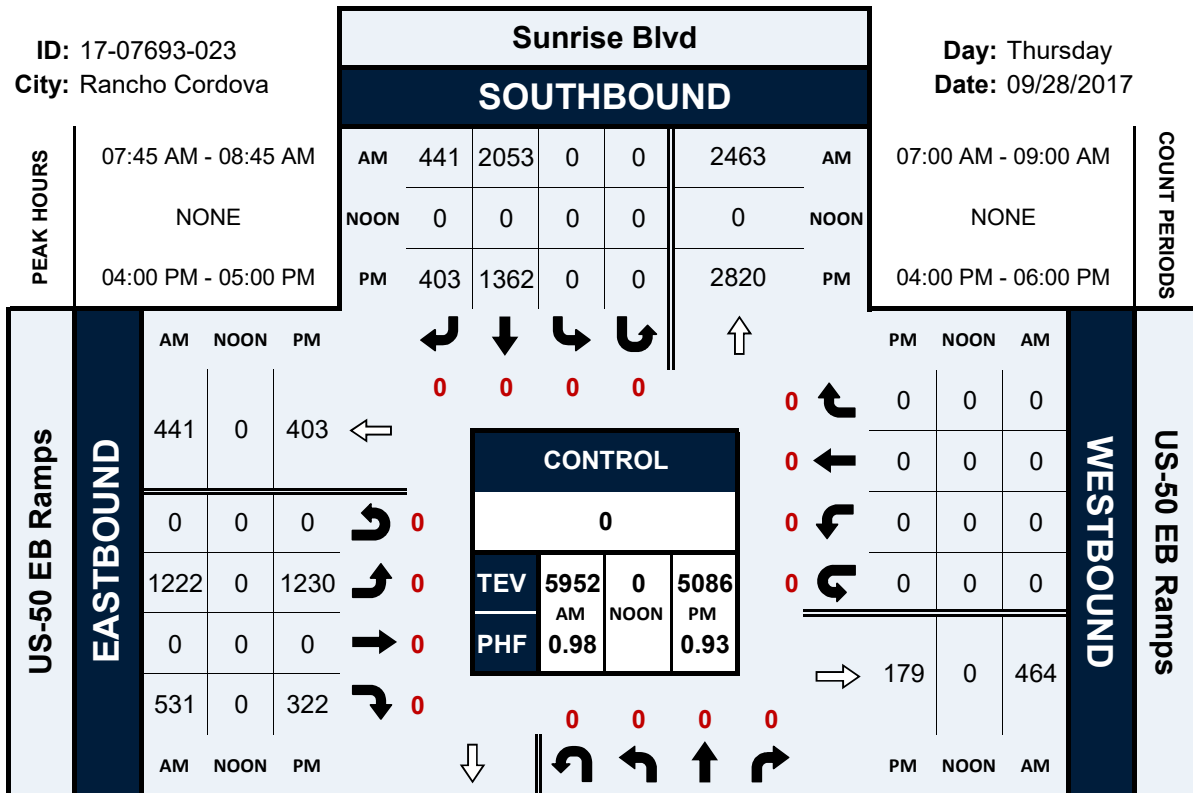 ID: 17-07693-023
City: Rancho Cordova
Sunrise Blvd
SOUTHBOUND
Day: Thursday
Date: 09/28/2017
PEAK HOURS
07:45 AM - 08:45 AM
NONE
04:00 PM - 05:00 PM
AM 441 2053 0 0 2463 AM
NOON 0 0 0 0 0 NOON
PM 403 1362 0 0 2820 PM
07:00 AM - 09:00 AM
NONE
04:00 PM - 06:00 PM
COUNT PERIODS
0 0 0 0
US-50 EB Ramps
EASTBOUND
AM NOON PM
441 0 403
0 0 0 0
1222 0 1230 0
0 0 0 0
531 0 322 0
AM NOON PM
CONTROL
0
TEV 5952 0 5086
AM NOON PM
PHF 0.98 0.93
PM NOON AM
0 0 0 0
0 0 0 0
0 0 0 0
0 0 0 0
179 0 464
PM NOON AM
WESTBOUND
US-50 EB Ramps
0 0 0 0